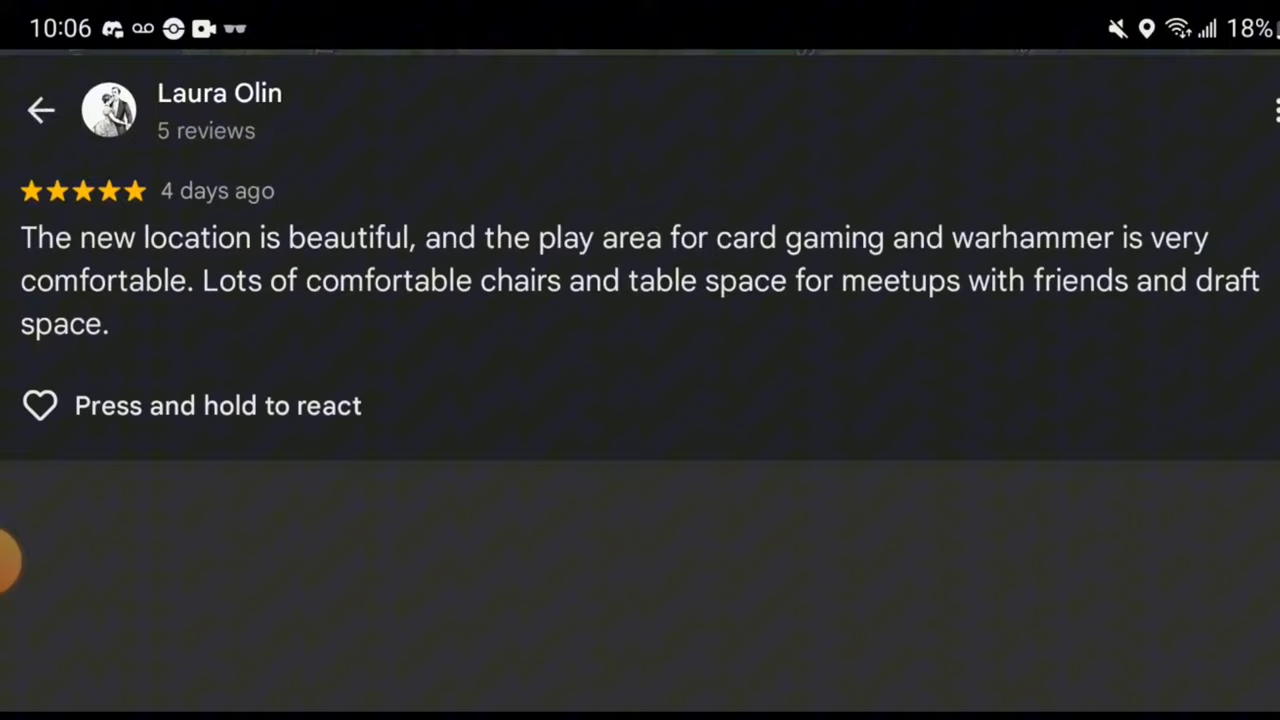 10:06 18%
Laura Olin
5 reviews
4 days ago
The new location is beautiful, and the play area for card gaming and warhammer is very
comfortable. Lots of comfortable chairs and table space for meetups with friends and draft
space.
Press and hold to react